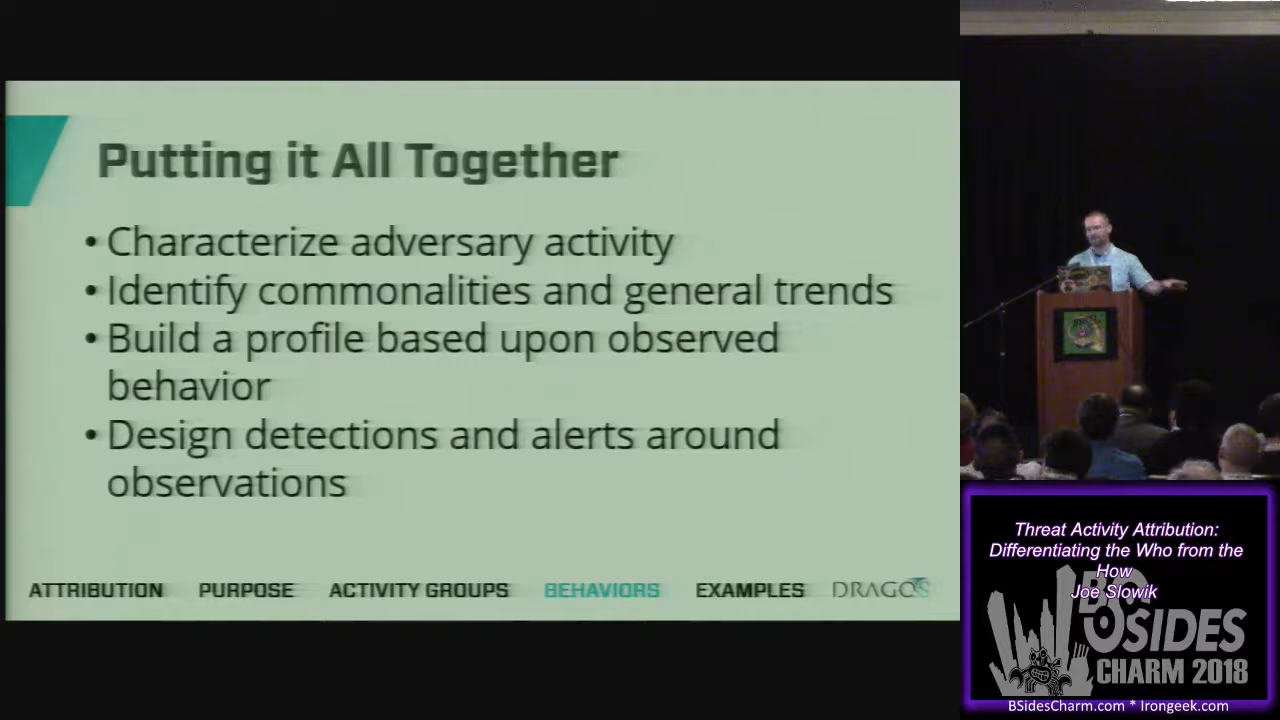 Putting it All Together
• Characterize adversary activity
• Identify commonalities and general trends
• Build a profile based upon observed
behavior
• Design detections and alerts around
observations
ATTRIBUTION PURPOSE ACTIVITY GROUPS BEHAVIORS EXAMPLES DRAGOS
Threat Activity Attribution:
Differentiating the Who from the
How
Joe Slowik
BSIDES
CHARM 2018
BSidesCharm.com * Irongeek.com